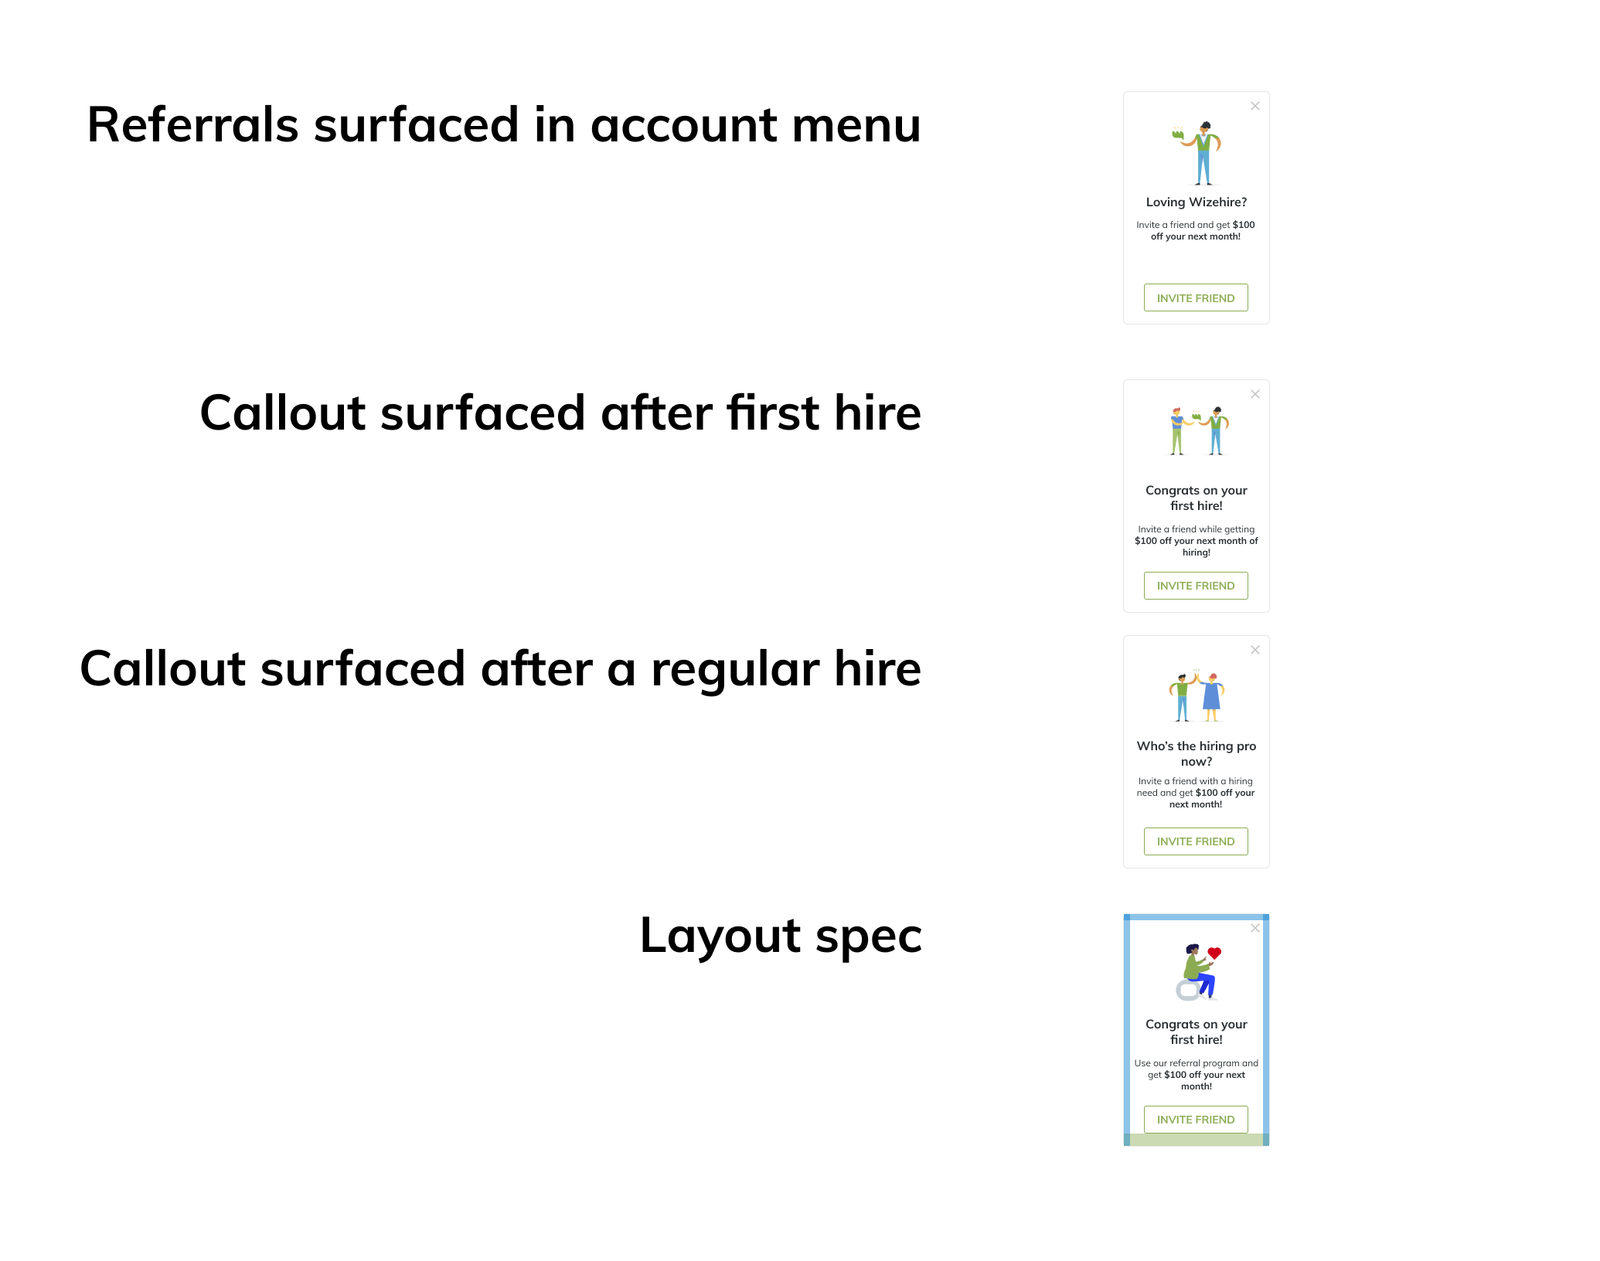 Referrals surfaced in account menu
Loving Wizehire?
Invite a friend and get $100
off your next month!
INVITE FRIEND
Callout surfaced after first hire
Congrats on your
first hire!
Invite a friend while getting
$100 off your next month of
hiring!
INVITE FRIEND
Callout surfaced after a regular hire
Who's the hiring pro
now?
Invite a friend with a hiring
need and get $100 off your
next month!
INVITE FRIEND
Layout spec
Congrats on your
first hire!
Use our referral program and
get $100 off your next
month!
INVITE FRIEND